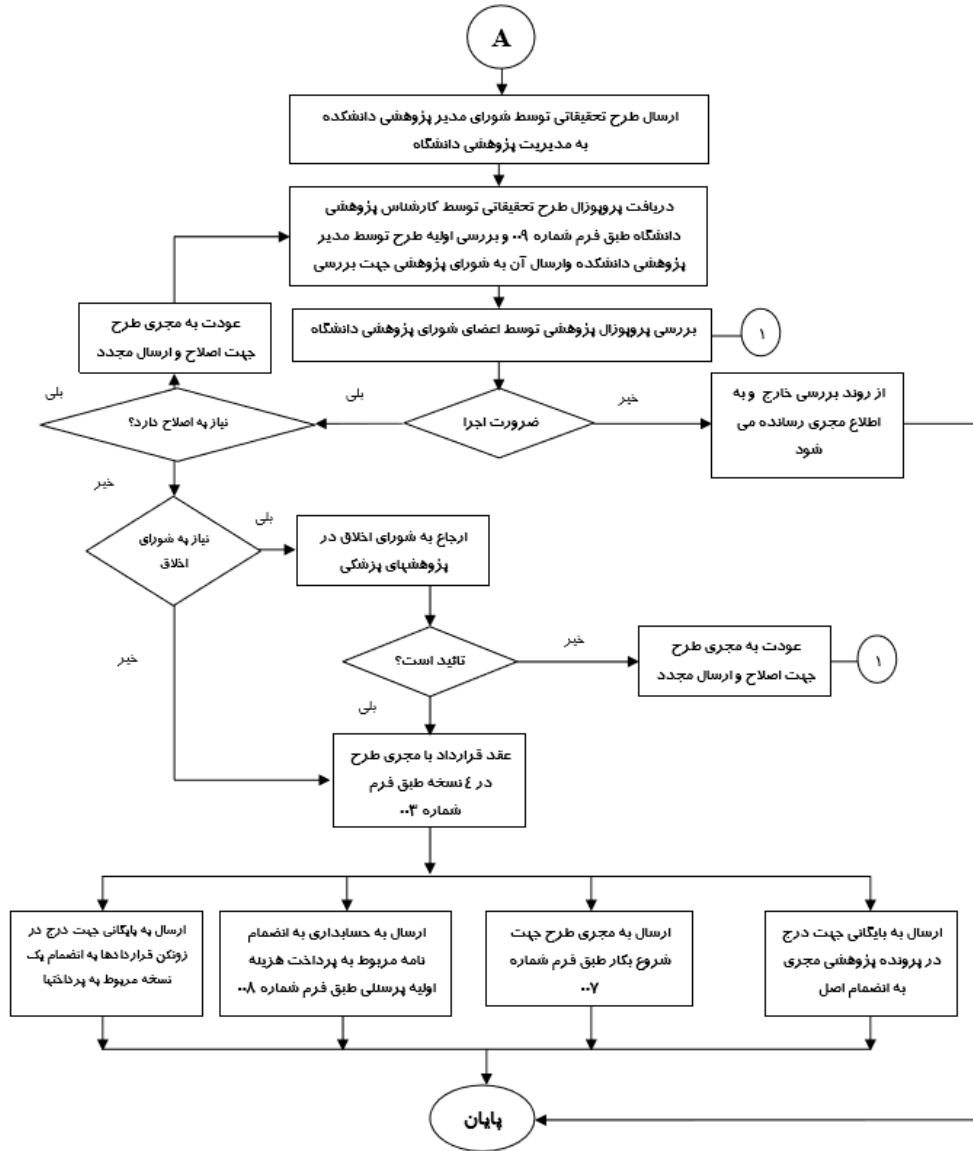 A
ارسال طرح تحقیقاتی توسط شورای مدیر پژوهشی دانشکده
به مدیریت پژوهشی دانشگاه
دریافت پروپوزال طرح تحقیقاتی توسط کارشناس پژوهشی
دانشگاه طبق فرم شماره ۰۰۹ و بررسی اولیه طرح توسط مدیر
پژوهشی دانشکده وارسال آن به شورای پژوهشی جهت بررسی
بررسی پروپوزال پژوهشی توسط اعضای شورای پژوهشی دانشگاه
۱
عودت به مجری طرح
جهت اصلاح و ارسال مجدد
ضرورت اجرا
خیر
از روند بررسی خارج و به
اطلاع مجری رسانده می
شود
بلی
نیاز به اصلاح دارد؟
بلی
خیر
نیاز به شورای
اخلاق
بلی
ارجاع به شورای اخلاق در
پژوهشهای پزشکی
خیر
تائید است؟
خیر
عودت به مجری طرح
جهت اصلاح و ارسال مجدد
۱
بلی
عقد قرارداد با مجری طرح
در ٤ نسخه طبق فرم
شماره ۰۰۳
ارسال به بایگانی جهت درج
در پرونده پژوهشی مجری
به انضمام اصل
ارسال به مجری طرح جهت
شروع بکار طبق فرم شماره
۰۰۷
ارسال به حسابداری به انضمام
نامه مربوط به پرداخت هزینه
اولیه پرسنلی طبق فرم شماره ۰۰۸
ارسال به بایگانی جهت درج در
زونکن قراردادها به انضمام یک
نسخه مربوط به پرداختها
پایان